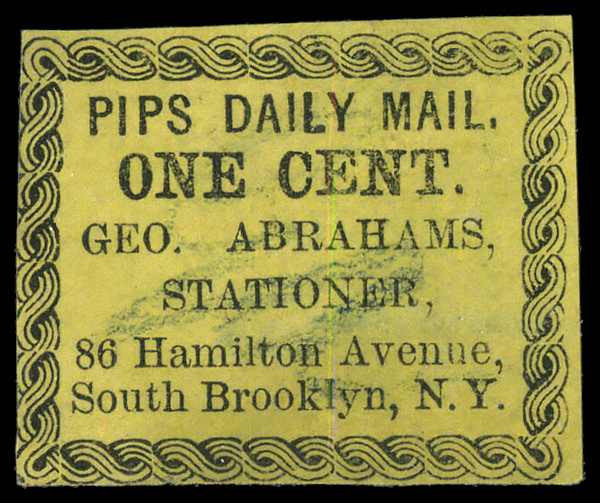 PIPS DAILY MAIL.
ONE CENT.
GEO. ABRAHAMS,
STATIONER,
86 Hamilton Avenue,
South Brooklyn, N.Y.